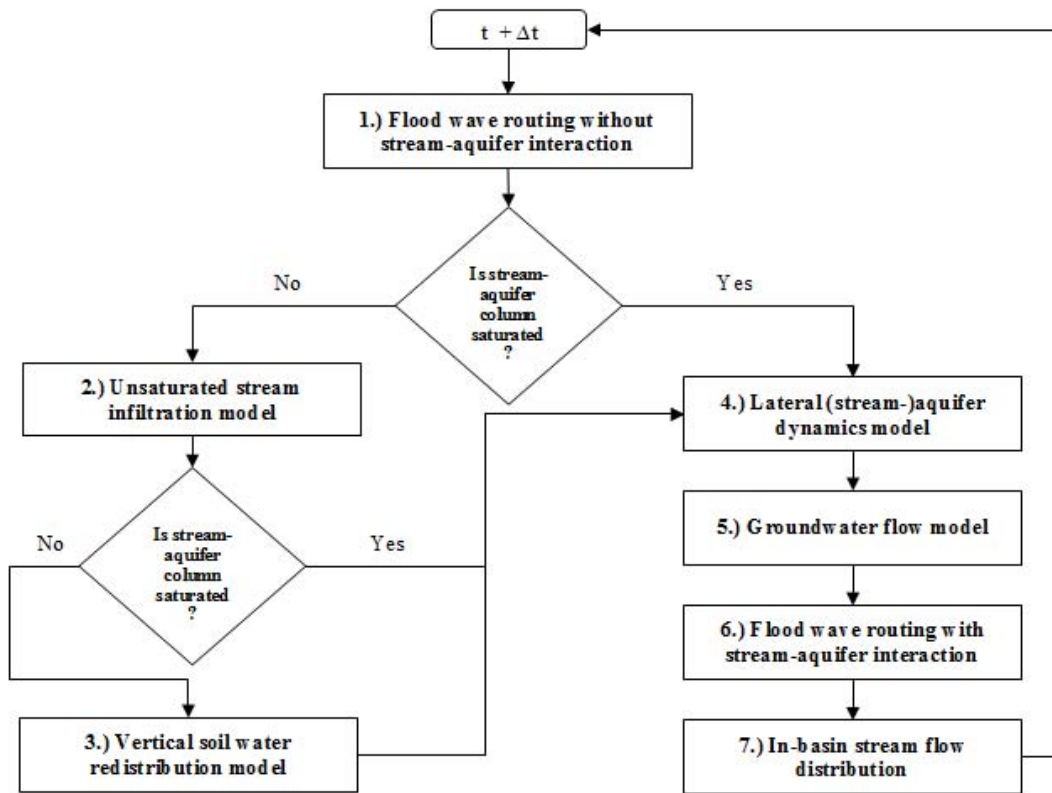 t + Δt
1.) Flood wave routing without
stream-aquifer interaction
Is stream-
aquifer
column
saturated
?
No
Yes
2.) Unsaturated stream
infiltration model
4.) Lateral (stream-)aquifer
dynamics model
Is stream-
aquifer
column
saturated
?
No
Yes
5.) Groundwater flow model
6.) Flood wave routing with
stream-aquifer interaction
3.) Vertical soil water
redistribution model
7.) In-basin stream flow
distribution